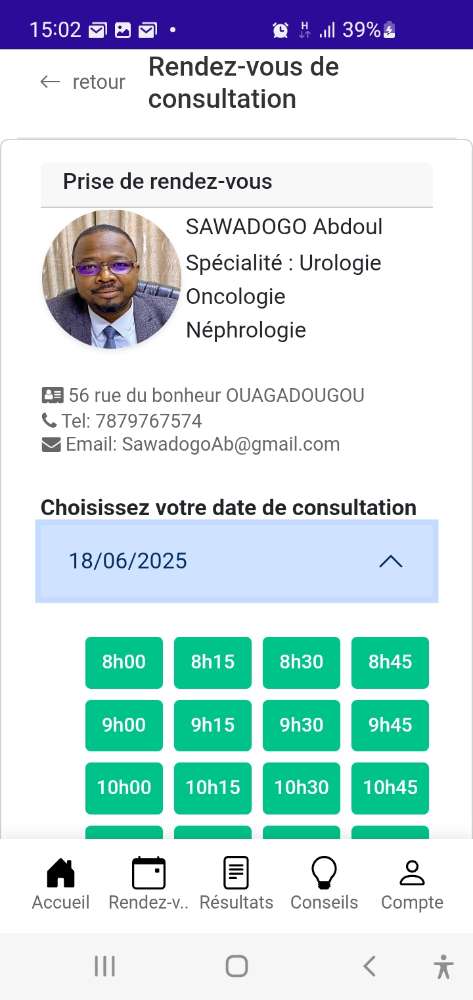 15:02
H
39%
retour
Rendez-vous de
consultation
Prise de rendez-vous
SAWADOGO Abdoul
Spécialité : Urologie
Oncologie
Néphrologie
56 rue du bonheur OUAGADOUGOU
Tel: 7879767574
Email: SawadogoAb@gmail.com
Choisissez votre date de consultation
18/06/2025
8h00 8h15 8h30 8h45
9h00 9h15 9h30 9h45
10h00 10h15 10h30 10h45
Accueil Rendez-v.. Résultats Conseils Compte